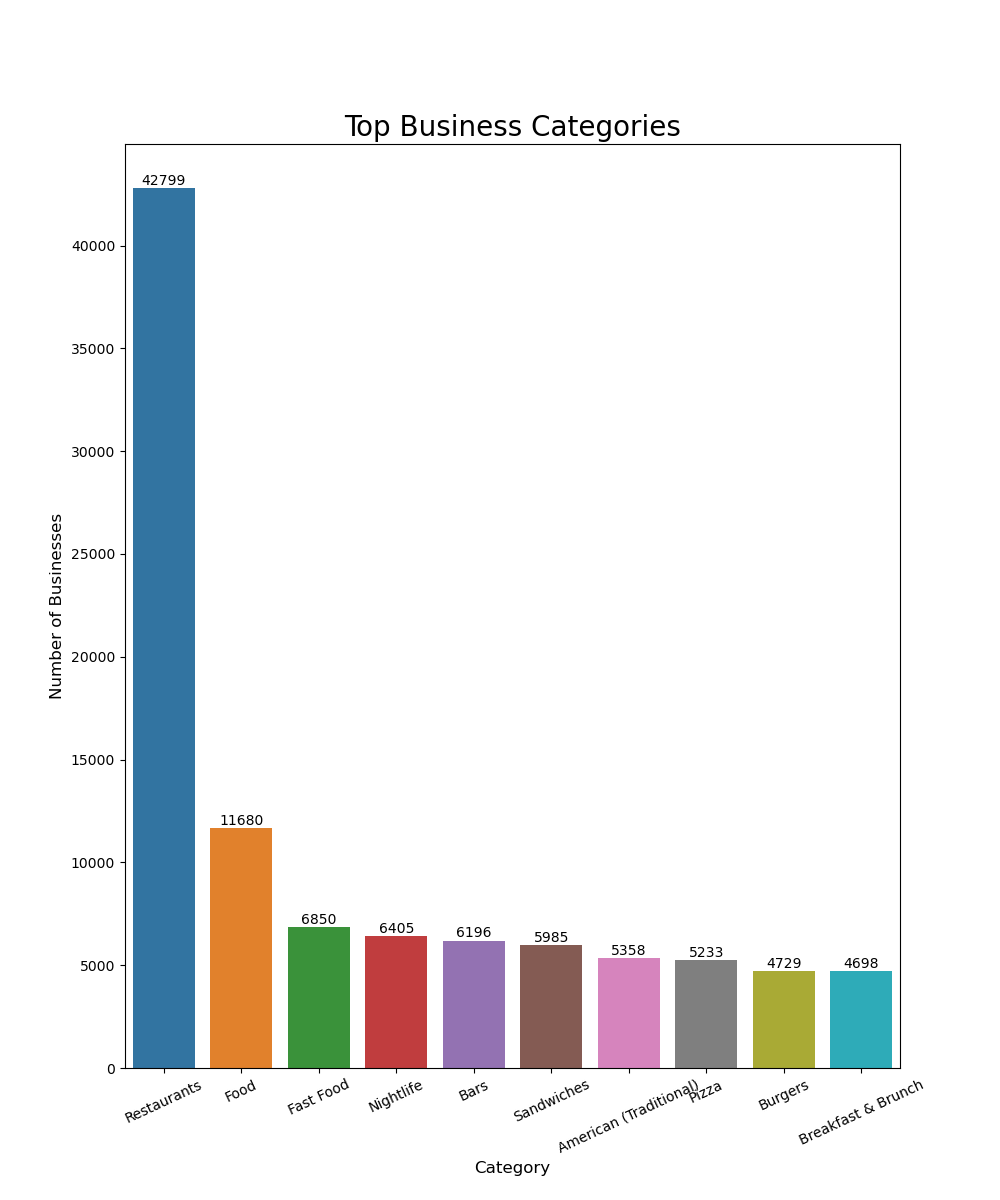 Top Business Categories
42799
11680
6850
6405
6196
5985
5358
5233
4729
4698
40000
35000
30000
25000
20000
15000
10000
5000
0
Number of Businesses
Restaurants
Food
Fast Food
Nightlife
Bars
Sandwiches
American (Traditional)
Pizza
Burgers
Breakfast & Brunch
Category